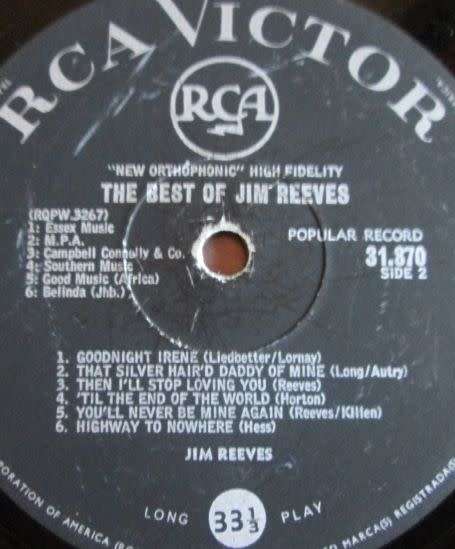 RCA VICTOR
RCA
"NEW ORTHOPHONIC" HIGH FIDELITY
THE BEST OF JIM REEVES
(RQPW.3267)
1: Essex Music
2: M.P.A.
3: Campbell Connolly & Co.
4: Southern Music
5: Good Music (Africa)
6: Belinda (Jhb.)
POPULAR RECORD
31.870
SIDE 2
1. GOODNIGHT IRENE (Liedbetter/Lornay)
2. THAT SILVER HAIR'D DADDY OF MINE (Long/Autry)
3. THEN I'LL STOP LOVING YOU (Reeves)
4. 'TIL THE END OF THE WORLD (Horton)
5. YOU'LL NEVER BE MINE AGAIN (Reeves/Killen)
6. HIGHWAY TO NOWHERE (Hess)
JIM REEVES
LONG 33 1/3 PLAY
ORPORATION OF AMERICA
MARCA(S) REGISTRADA(S)